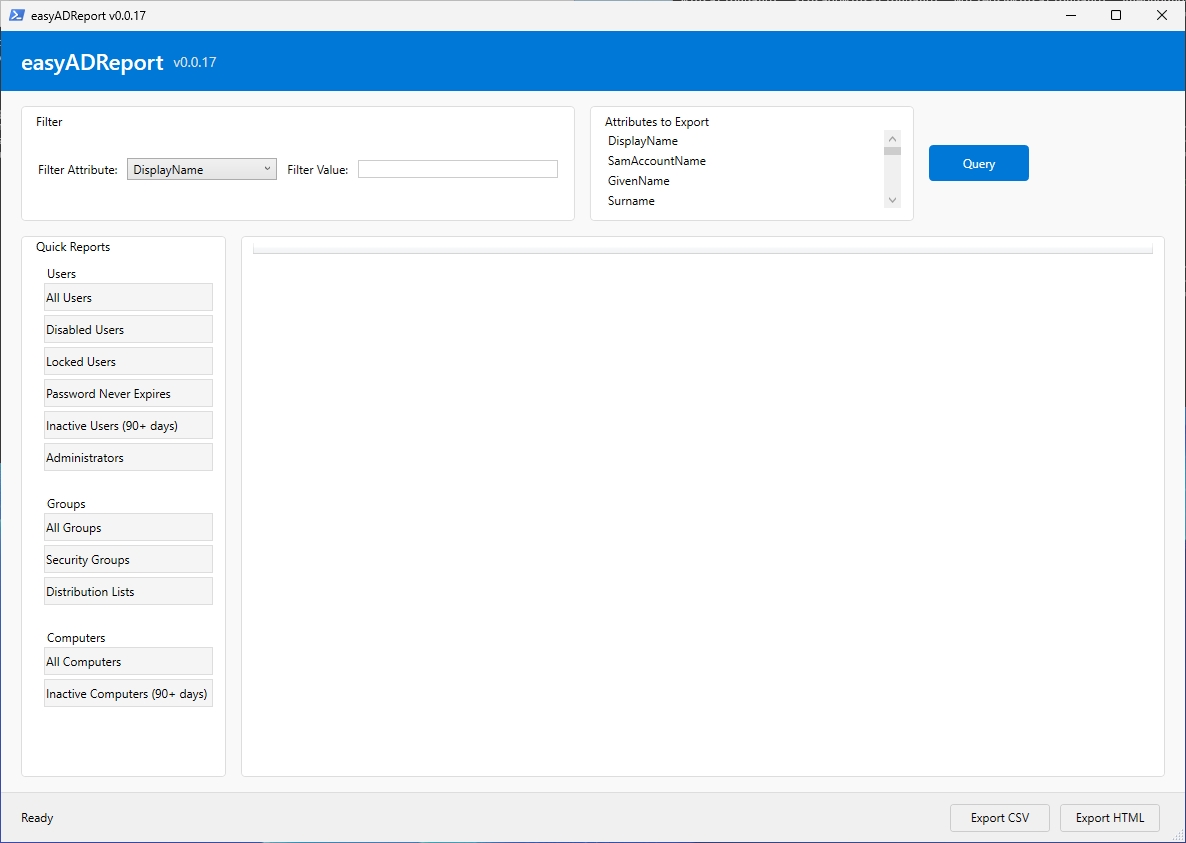 easyADReport v0.0.17
easyADReport v0.0.17
Filter
Filter Attribute: DisplayName Filter Value:
Attributes to Export
DisplayName
SamAccountName
GivenName
Surname
Query
Quick Reports
Users
All Users
Disabled Users
Locked Users
Password Never Expires
Inactive Users (90+ days)
Administrators
Groups
All Groups
Security Groups
Distribution Lists
Computers
All Computers
Inactive Computers (90+ days)
Ready
Export CSV
Export HTML